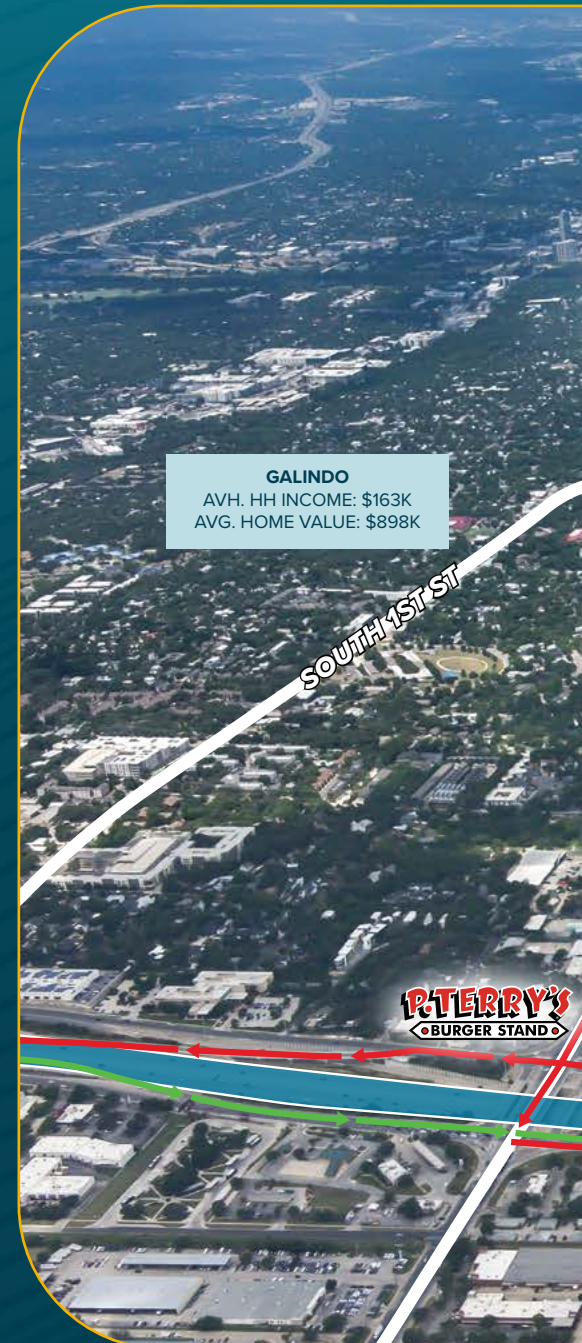 GALINDO
AVH. HH INCOME: $163K
AVG. HOME VALUE: $898K
SOUTH 1ST ST
P.TERRY'S
•BURGER STAND•